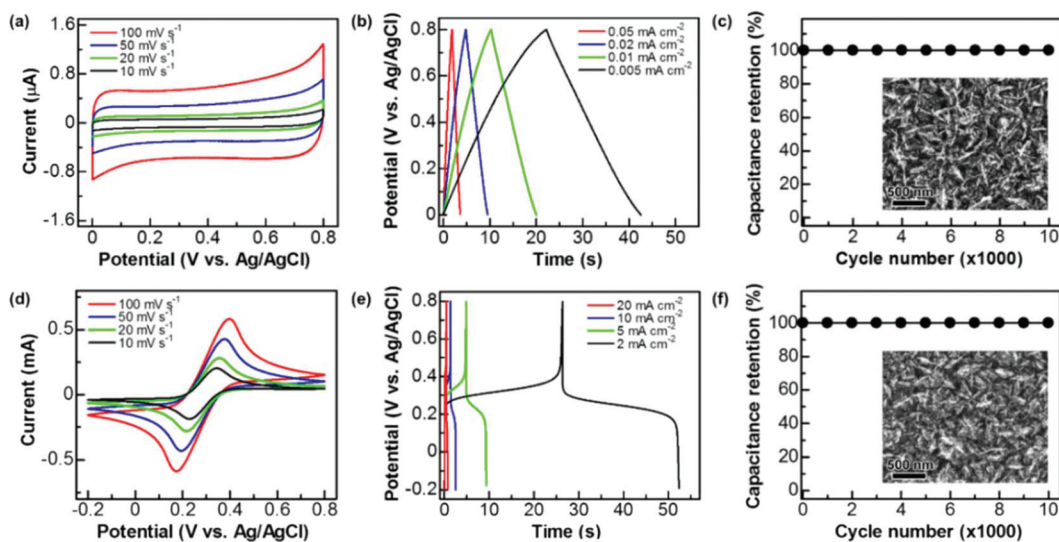 (a)
100 mV s⁻¹
50 mV s⁻¹
20 mV s⁻¹
10 mV s⁻¹
1.6
0.8
0
-0.8
-1.6
Current (µA)
0 0.2 0.4 0.6 0.8
Potential (V vs. Ag/AgCl)
(b)
0.05 mA cm⁻²
0.02 mA cm⁻²
0.01 mA cm⁻²
0.005 mA cm⁻²
0.8
0.6
0.4
0.2
0.0
Potential (V vs. Ag/AgCl)
0 10 20 30 40 50
Time (s)
(c)
100
80
60
40
20
0
Capacitance retention (%)
500 nm
0 2 4 6 8 10
Cycle number (x1000)
(d)
100 mV s⁻¹
50 mV s⁻¹
20 mV s⁻¹
10 mV s⁻¹
0.5
0
-0.5
Current (mA)
-0.2 0 0.2 0.4 0.6 0.8
Potential (V vs. Ag/AgCl)
(e)
20 mA cm⁻²
10 mA cm⁻²
5 mA cm⁻²
2 mA cm⁻²
0.8
0.6
0.4
0.2
0
-0.2
Potential (V vs. Ag/AgCl)
0 10 20 30 40 50
Time (s)
(f)
100
80
60
40
20
0
Capacitance retention (%)
500 nm
0 2 4 6 8 10
Cycle number (x1000)